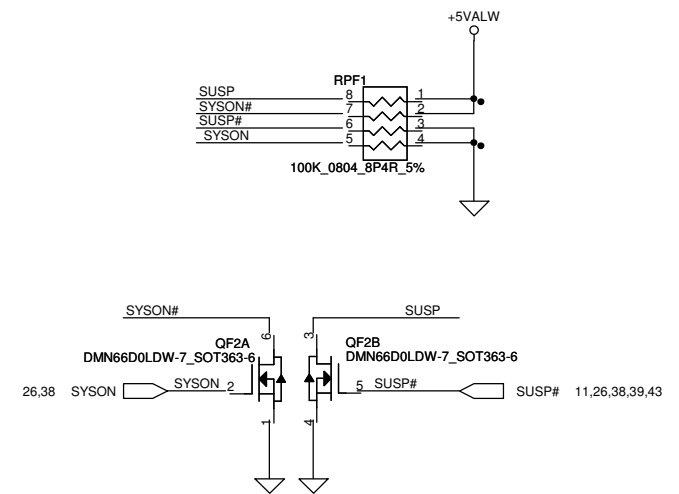 +5VALW
RPF1
SUSP 8 1
SYSON# 7 2
SUSP# 6 3
SYSON 5 4
100K_0804_8P4R_5%
SYSON# SUSP
6 3
QF2A QF2B
DMN66D0LDW-7_SOT363-6 DMN66D0LDW-7_SOT363-6
26,38 SYSON SYSON 2 5 SUSP# SUSP# 11,26,38,39,43
1 4